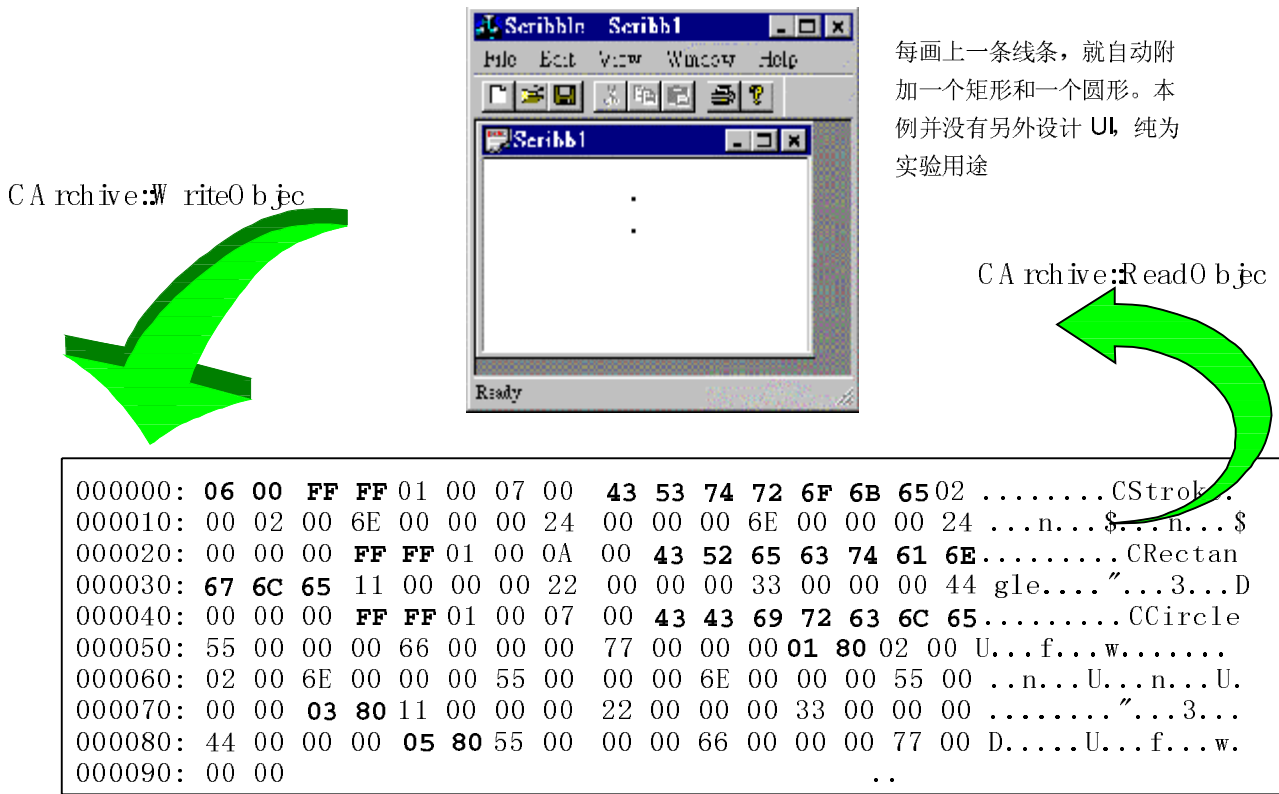 Scribble Scribb1
File Edit View Window Help
Scribb1
Ready
每画上一条线条，就自动附
加一个矩形和一个圆形。本
例并没有另外设计 UI，纯为
实验用途
CArchive::WriteObjec
CArchive::ReadObjec
000000: 06 00 FF FF 01 00 07 00 43 53 74 72 6F 6B 65 02 ........CStroke.
000010: 00 02 00 6E 00 00 00 24 00 00 00 6E 00 00 00 24 ...n...$...n...$
000020: 00 00 00 FF FF 01 00 0A 00 43 52 65 63 74 61 6E .........CRectan
000030: 67 6C 65 11 00 00 00 22 00 00 00 33 00 00 00 44 gle...."...3...D
000040: 00 00 00 FF FF 01 00 07 00 43 43 69 72 63 6C 65 .........CCircle
000050: 55 00 00 00 66 00 00 00 77 00 00 00 01 80 02 00 U...f...w.......
000060: 02 00 6E 00 00 00 55 00 00 00 6E 00 00 00 55 00 ..n...U...n...U.
000070: 00 00 03 80 11 00 00 00 22 00 00 00 33 00 00 00 ........"...3...
000080: 44 00 00 00 05 80 55 00 00 00 66 00 00 00 77 00 D.....U...f...w.
000090: 00 00 ..